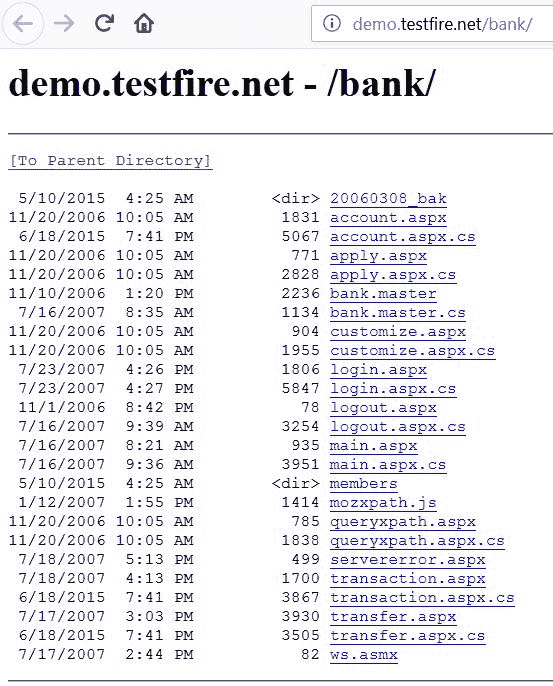 demo.testfire.net/bank/
demo.testfire.net - /bank/
[To Parent Directory]
5/10/2015 4:25 AM <dir> 20060308_bak
11/20/2006 10:05 AM 1831 account.aspx
6/18/2015 7:41 PM 5067 account.aspx.cs
11/20/2006 10:05 AM 771 apply.aspx
11/20/2006 10:05 AM 2828 apply.aspx.cs
11/10/2006 1:20 PM 2236 bank.master
7/16/2007 8:35 AM 1134 bank.master.cs
11/20/2006 10:05 AM 904 customize.aspx
11/20/2006 10:05 AM 1955 customize.aspx.cs
7/23/2007 4:26 PM 1806 login.aspx
7/23/2007 4:27 PM 5847 login.aspx.cs
11/1/2006 8:42 PM 78 logout.aspx
7/16/2007 9:39 AM 3254 logout.aspx.cs
7/16/2007 8:21 AM 935 main.aspx
7/16/2007 9:36 AM 3951 main.aspx.cs
5/10/2015 4:25 AM <dir> members
1/12/2007 1:55 PM 1414 mozxpath.js
11/20/2006 10:05 AM 785 queryxpath.aspx
11/20/2006 10:05 AM 1838 queryxpath.aspx.cs
7/18/2007 5:13 PM 499 servererror.aspx
7/18/2007 4:13 PM 1700 transaction.aspx
6/18/2015 7:41 PM 3867 transaction.aspx.cs
7/17/2007 3:03 PM 3930 transfer.aspx
6/18/2015 7:41 PM 3505 transfer.aspx.cs
7/17/2007 2:44 PM 82 ws.asmx